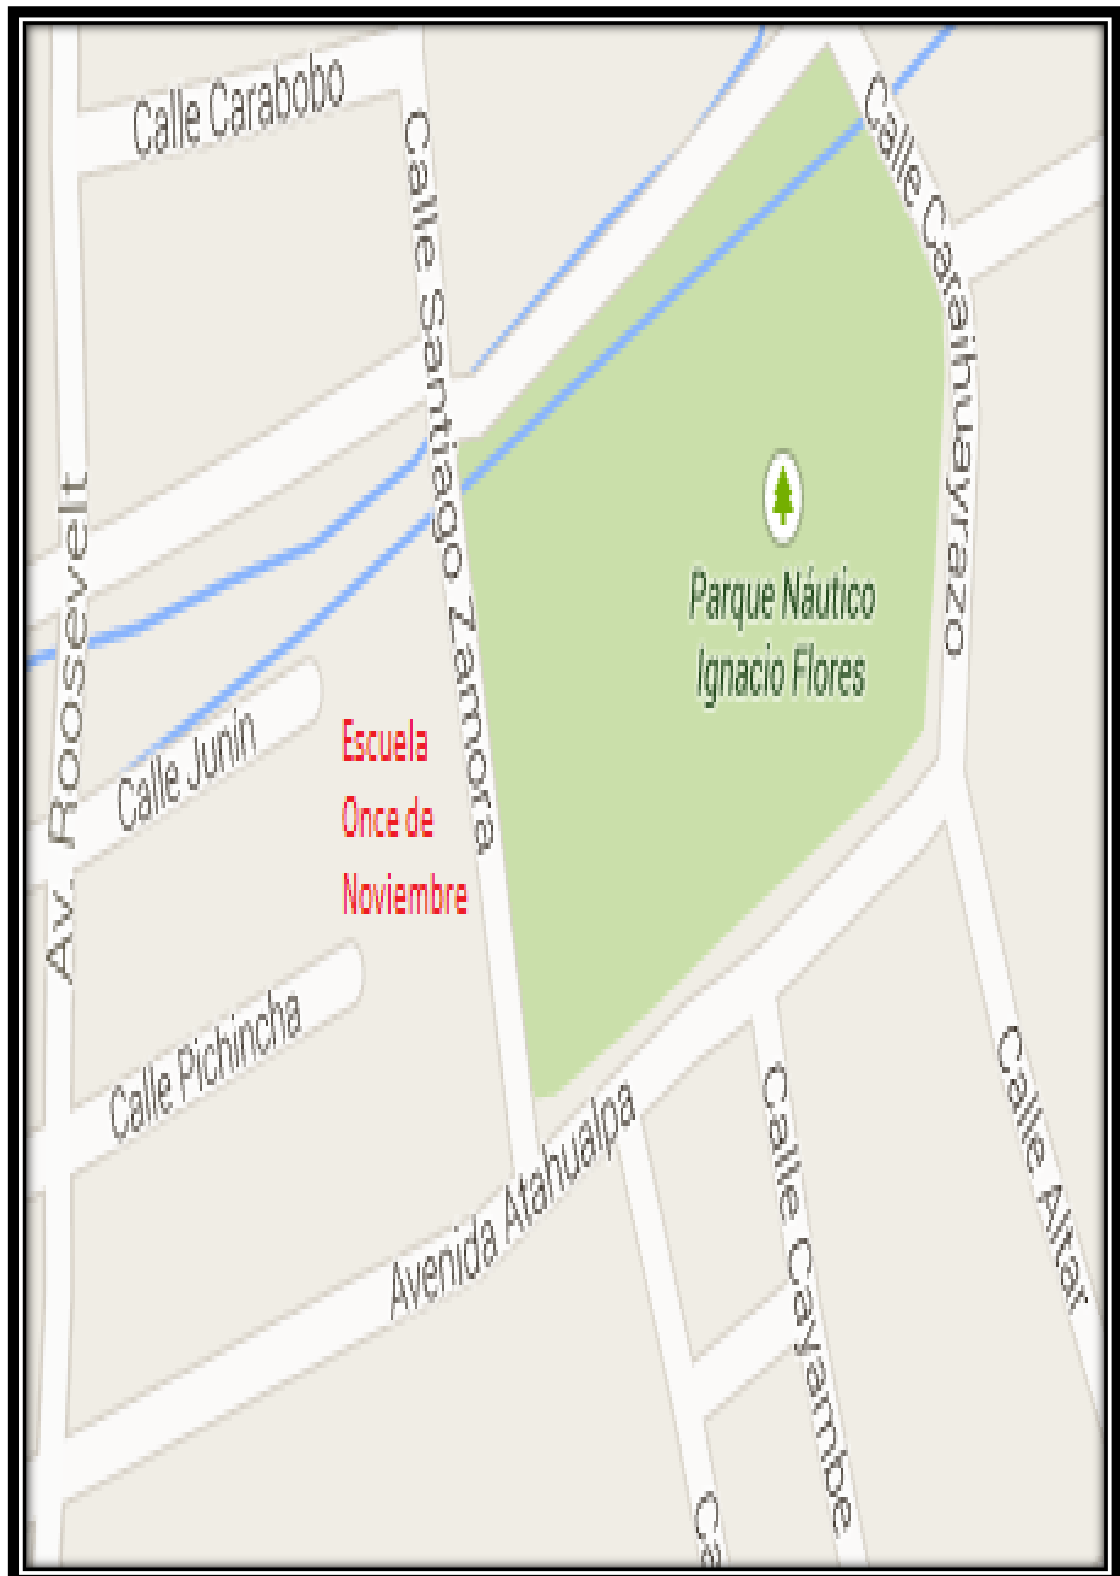 Calle Carabobo
Calle Santiago Zamora
Calle Caraihuayrazo
Av. Roosevelt
Parque Náutico
Ignacio Flores
Calle Junín
Escuela
Once de
Noviembre
Calle Pichincha
Avenida Atahualpa
Calle Cayambe
Calle Altar
Ca